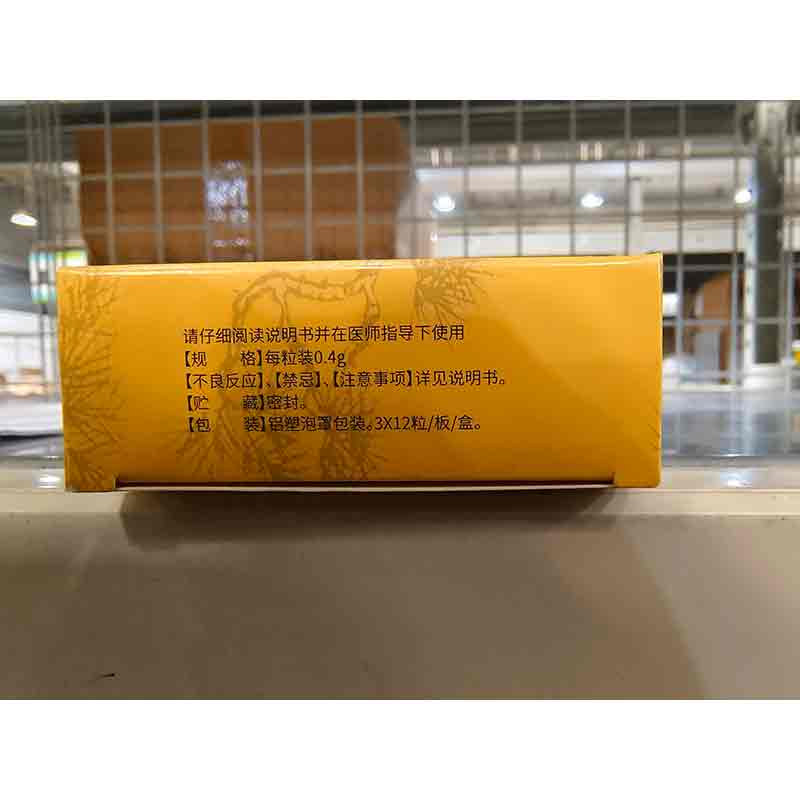 请仔细阅读说明书并在医师指导下使用
【规　　格】每粒装0.4g
【不良反应】、【禁忌】、【注意事项】详见说明书。
【贮　　藏】密封。
【包　　装】铝塑泡罩包装。3X12粒/板/盒。